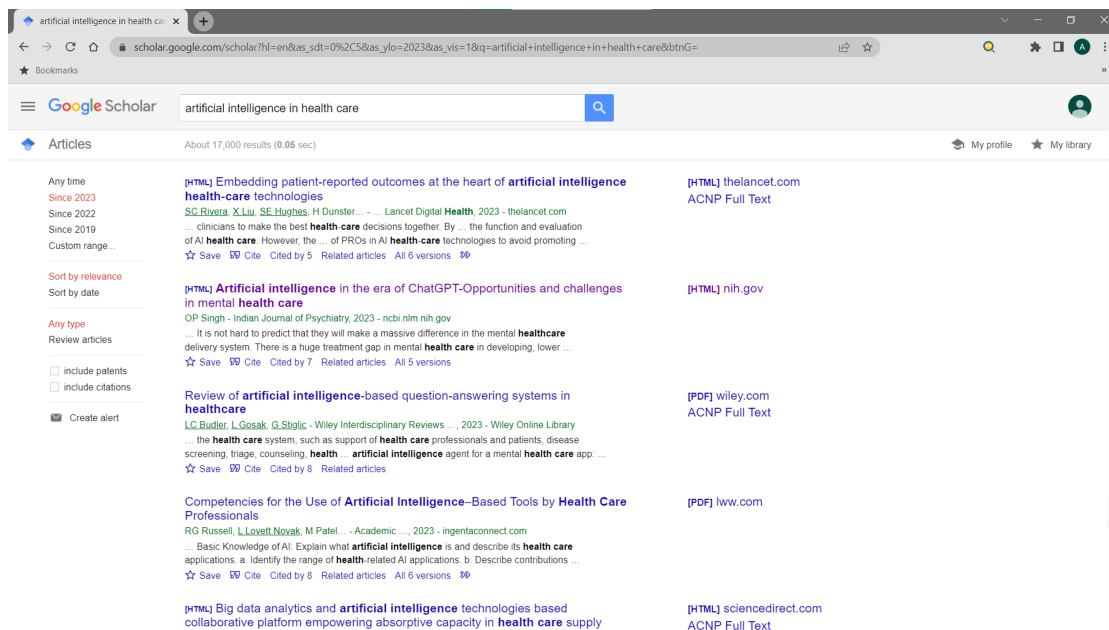 artificial intelligence in health car
scholar.google.com/scholar?hl=en&as_sdt=0%2C5&as_ylo=2023&as_vis=1&q=artificial+intelligence+in+health+care&btnG=
A
Bookmarks
»
Google Scholar
artificial intelligence in health care
Articles
About 17,000 results (0.05 sec)
My profile
My library
Any time
Since 2023
Since 2022
Since 2019
Custom range...
Sort by relevance
Sort by date
Any type
Review articles
include patents
include citations
Create alert
[HTML] Embedding patient-reported outcomes at the heart of artificial intelligence
health-care technologies
SC Rivera, X Liu, SE Hughes, H Dunster... - ... Lancet Digital Health, 2023 - thelancet.com
... clinicians to make the best health-care decisions together. By ... the function and evaluation
of AI health care. However, the ... of PROs in AI health-care technologies to avoid promoting ...
Save Cite Cited by 5 Related articles All 6 versions
[HTML] thelancet.com
ACNP Full Text
[HTML] Artificial intelligence in the era of ChatGPT-Opportunities and challenges
in mental health care
OP Singh - Indian Journal of Psychiatry, 2023 - ncbi.nlm.nih.gov
... It is not hard to predict that they will make a massive difference in the mental healthcare
delivery system. There is a huge treatment gap in mental health care in developing, lower ...
Save Cite Cited by 7 Related articles All 5 versions
[HTML] nih.gov
Review of artificial intelligence-based question-answering systems in
healthcare
LC Budler, L Gosak, G Stiglic - Wiley Interdisciplinary Reviews ..., 2023 - Wiley Online Library
... the health care system, such as support of health care professionals and patients, disease
screening, triage, counseling, health ... artificial intelligence agent for a mental health care app: ...
Save Cite Cited by 8 Related articles
[PDF] wiley.com
ACNP Full Text
Competencies for the Use of Artificial Intelligence–Based Tools by Health Care
Professionals
RG Russell, L Lovett Novak, M Patel... - Academic ..., 2023 - ingentaconnect.com
... Basic Knowledge of AI: Explain what artificial intelligence is and describe its health care
applications. a. Identify the range of health-related AI applications. b. Describe contributions ...
Save Cite Cited by 8 Related articles All 6 versions
[PDF] lww.com
[HTML] Big data analytics and artificial intelligence technologies based
collaborative platform empowering absorptive capacity in health care supply
[HTML] sciencedirect.com
ACNP Full Text